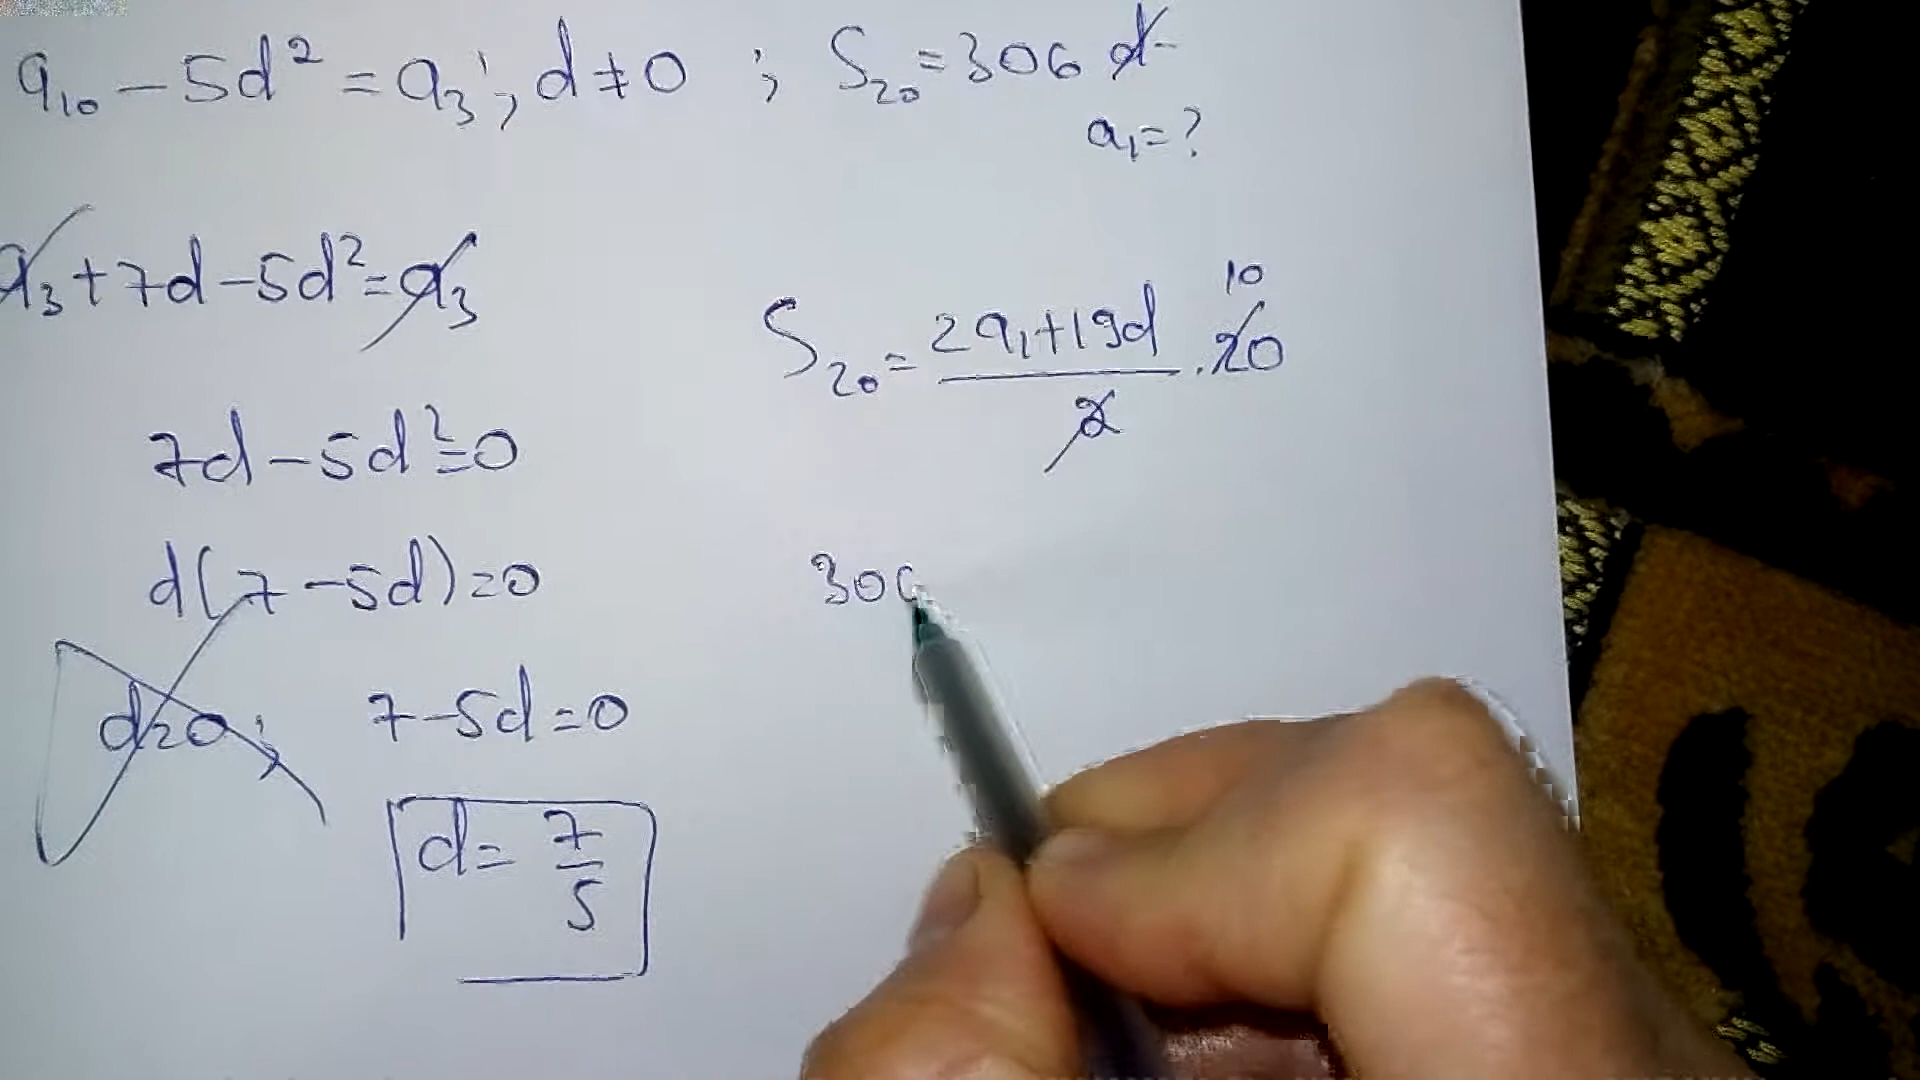 a₁₀ - 5d² = a₃ ; d ≠ 0 ; S₂₀ = 306
a₁ = ?
a₃ + 7d - 5d² = a₃
7d - 5d² = 0
d(7 - 5d) = 0
d = 0 ; 7 - 5d = 0
d = 7/5
S₂₀ = (2a₁ + 19d)/2 . 20 10
306